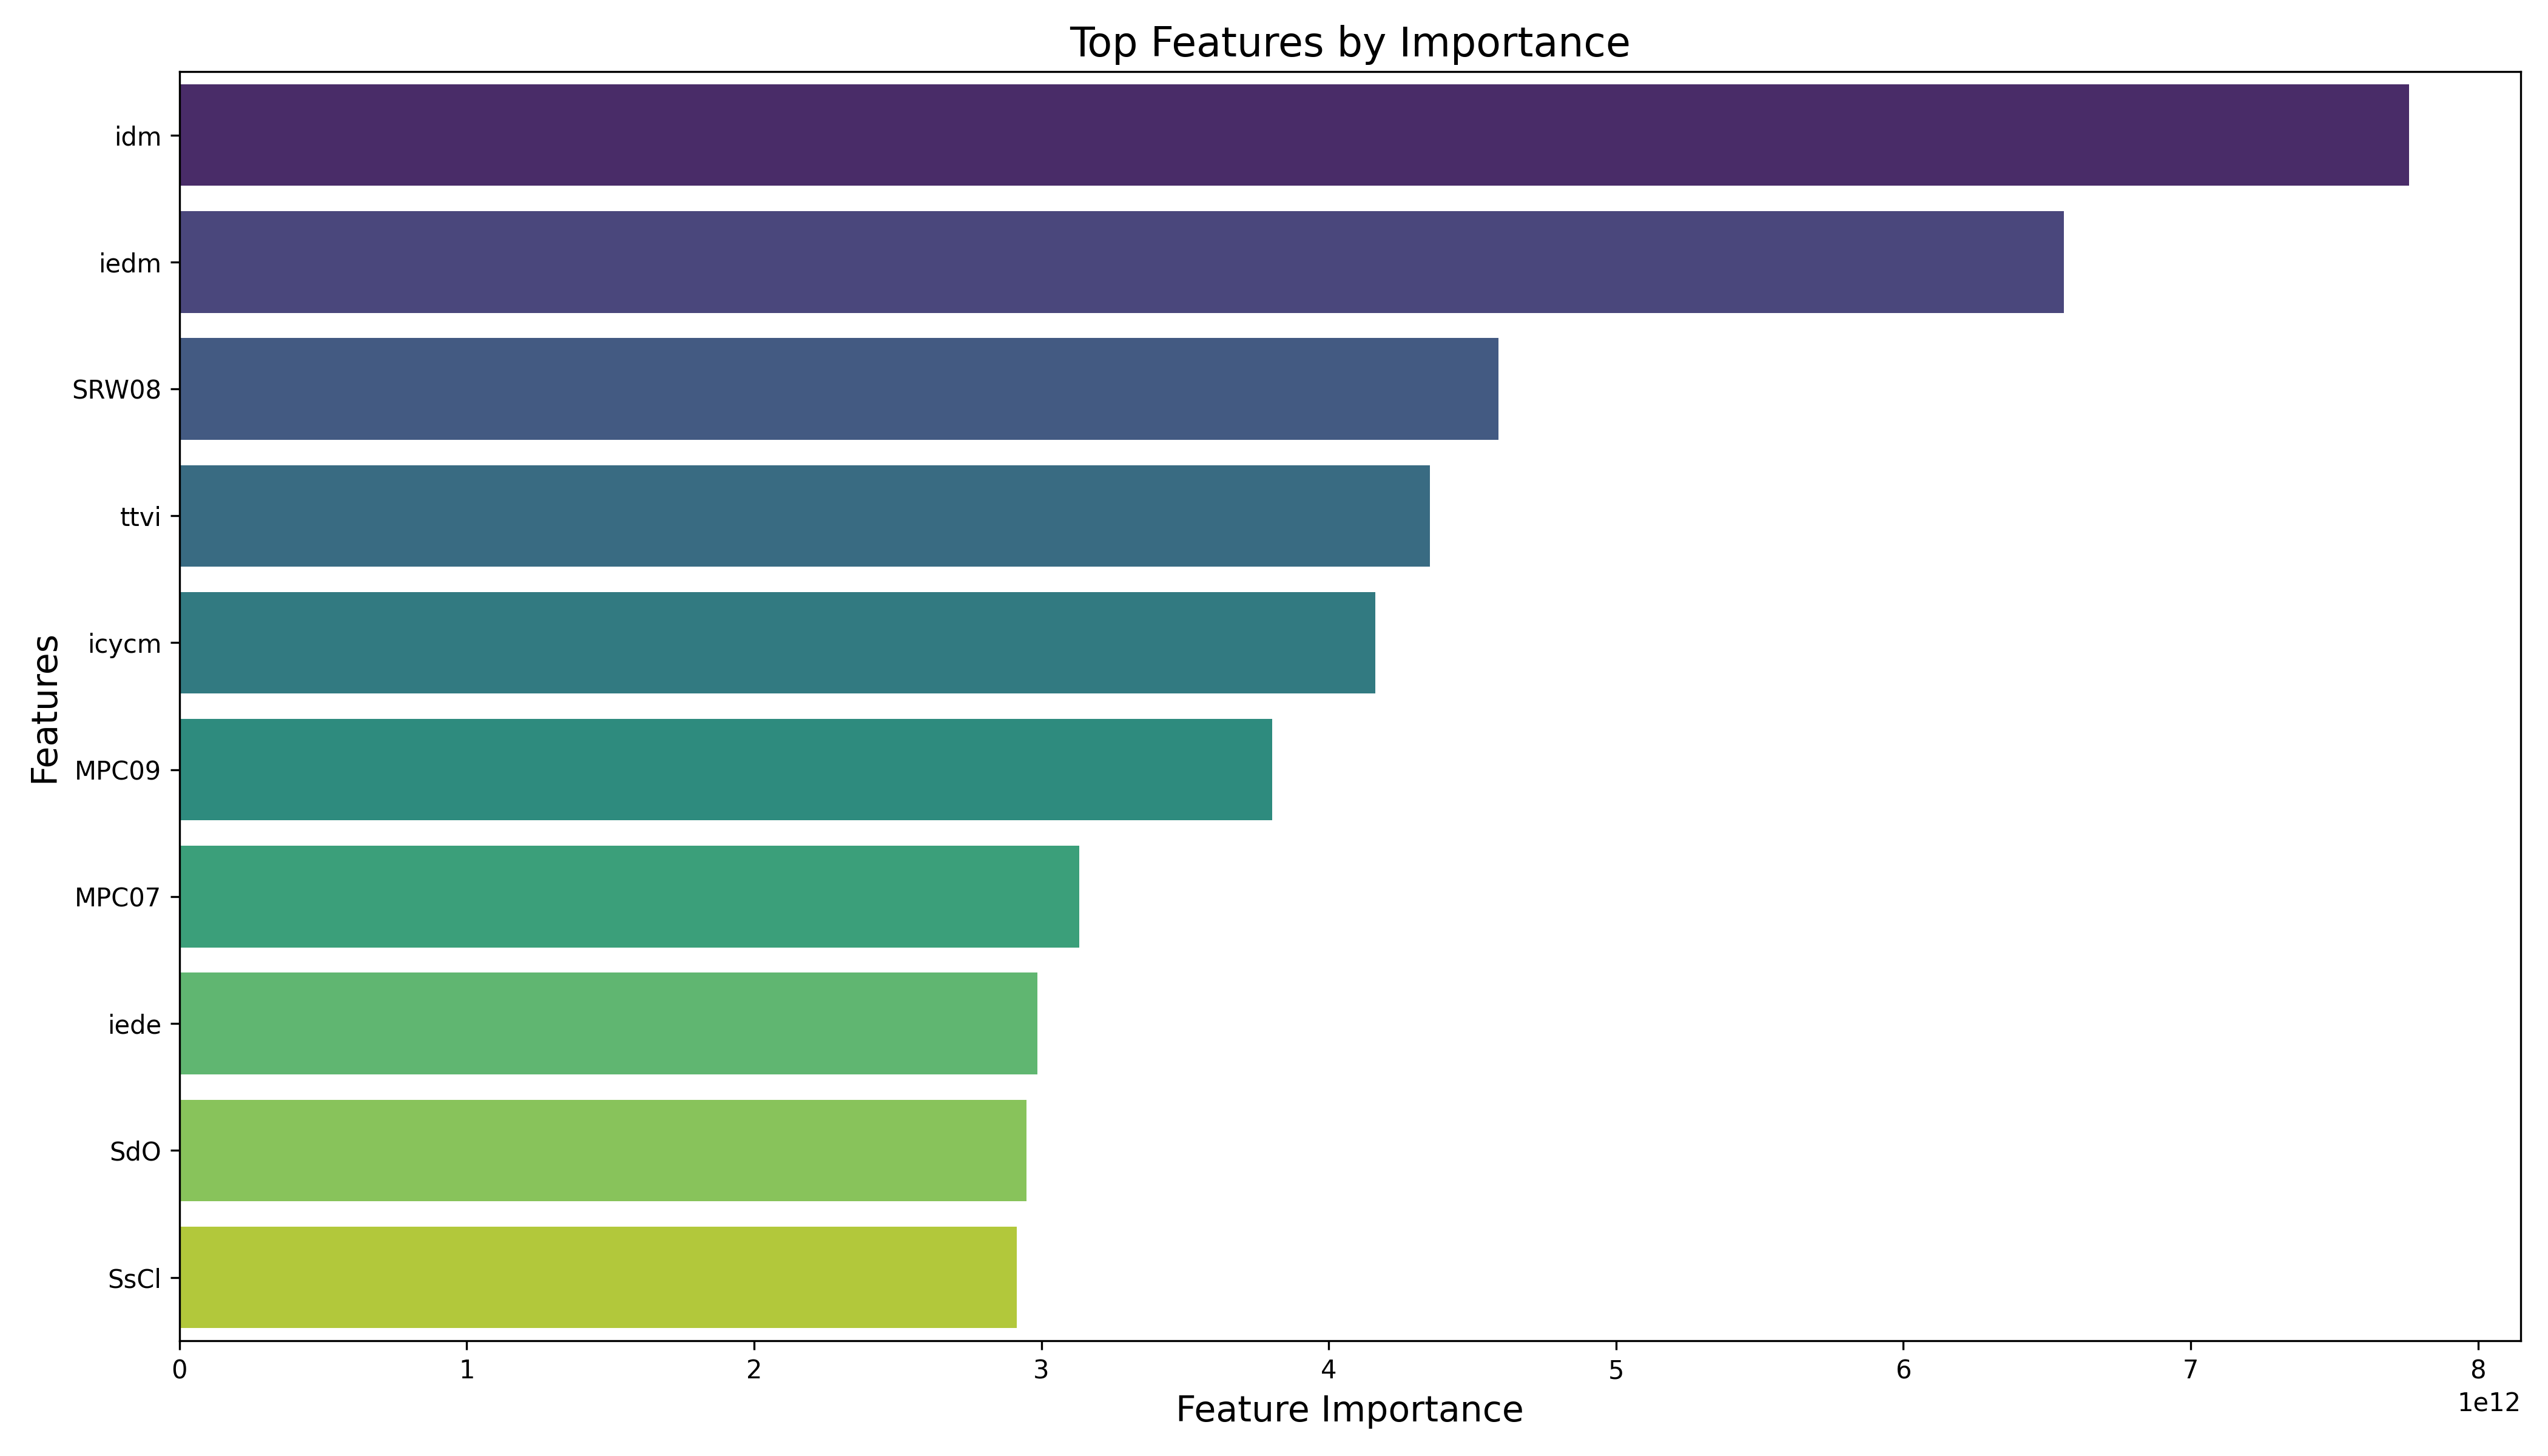 Top Features by Importance
Features
idm
iedm
SRW08
ttvi
icycm
MPC09
MPC07
iede
SdO
SsCl
0 1 2 3 4 5 6 7 8
1e12
Feature Importance